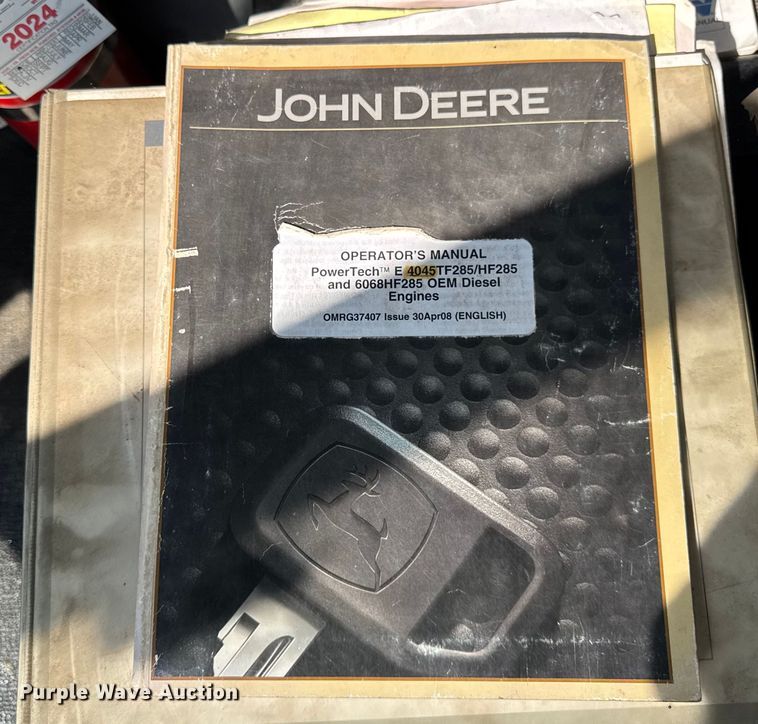 2024
JOHN DEERE
OPERATOR'S MANUAL
PowerTech™ E 4045TF285/HF285
and 6068HF285 OEM Diesel
Engines
OMRG37407 Issue 30Apr08 (ENGLISH)
Purple Wave Auction